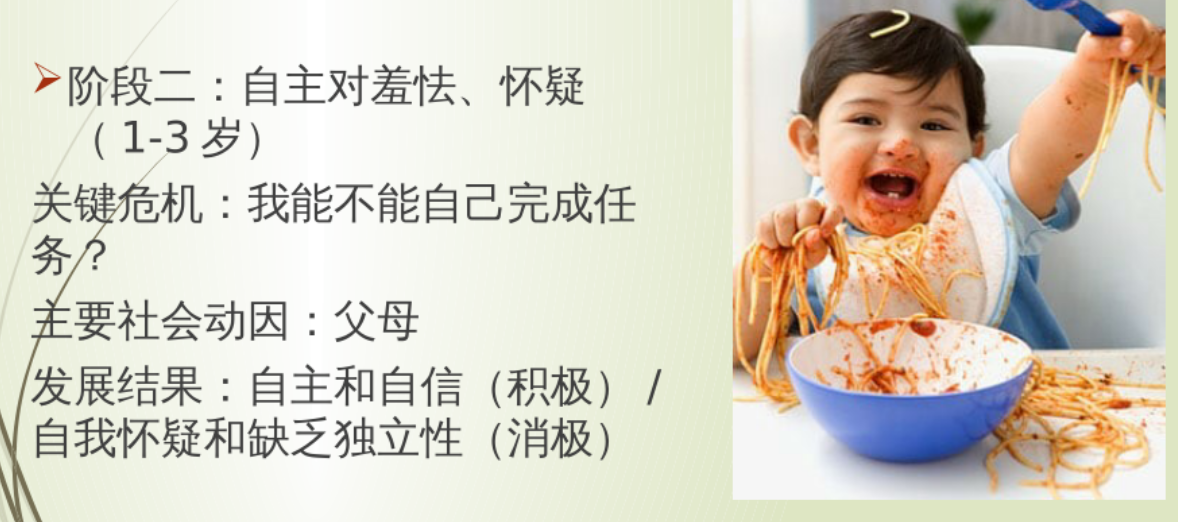 阶段二：自主对羞怯、怀疑
（ 1-3 岁）
关键危机：我能不能自己完成任
务？
主要社会动因：父母
发展结果：自主和自信（积极） /
自我怀疑和缺乏独立性（消极）